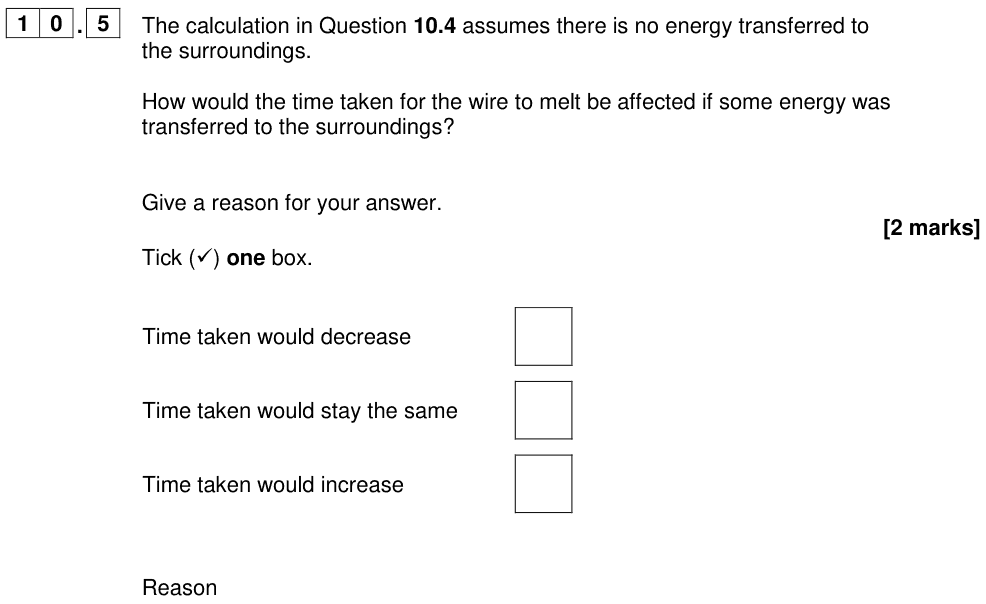 10.5 The calculation in Question 10.4 assumes there is no energy transferred to
the surroundings.
How would the time taken for the wire to melt be affected if some energy was
transferred to the surroundings?
Give a reason for your answer.
[2 marks]
Tick (✓) one box.
Time taken would decrease
Time taken would stay the same
Time taken would increase
Reason